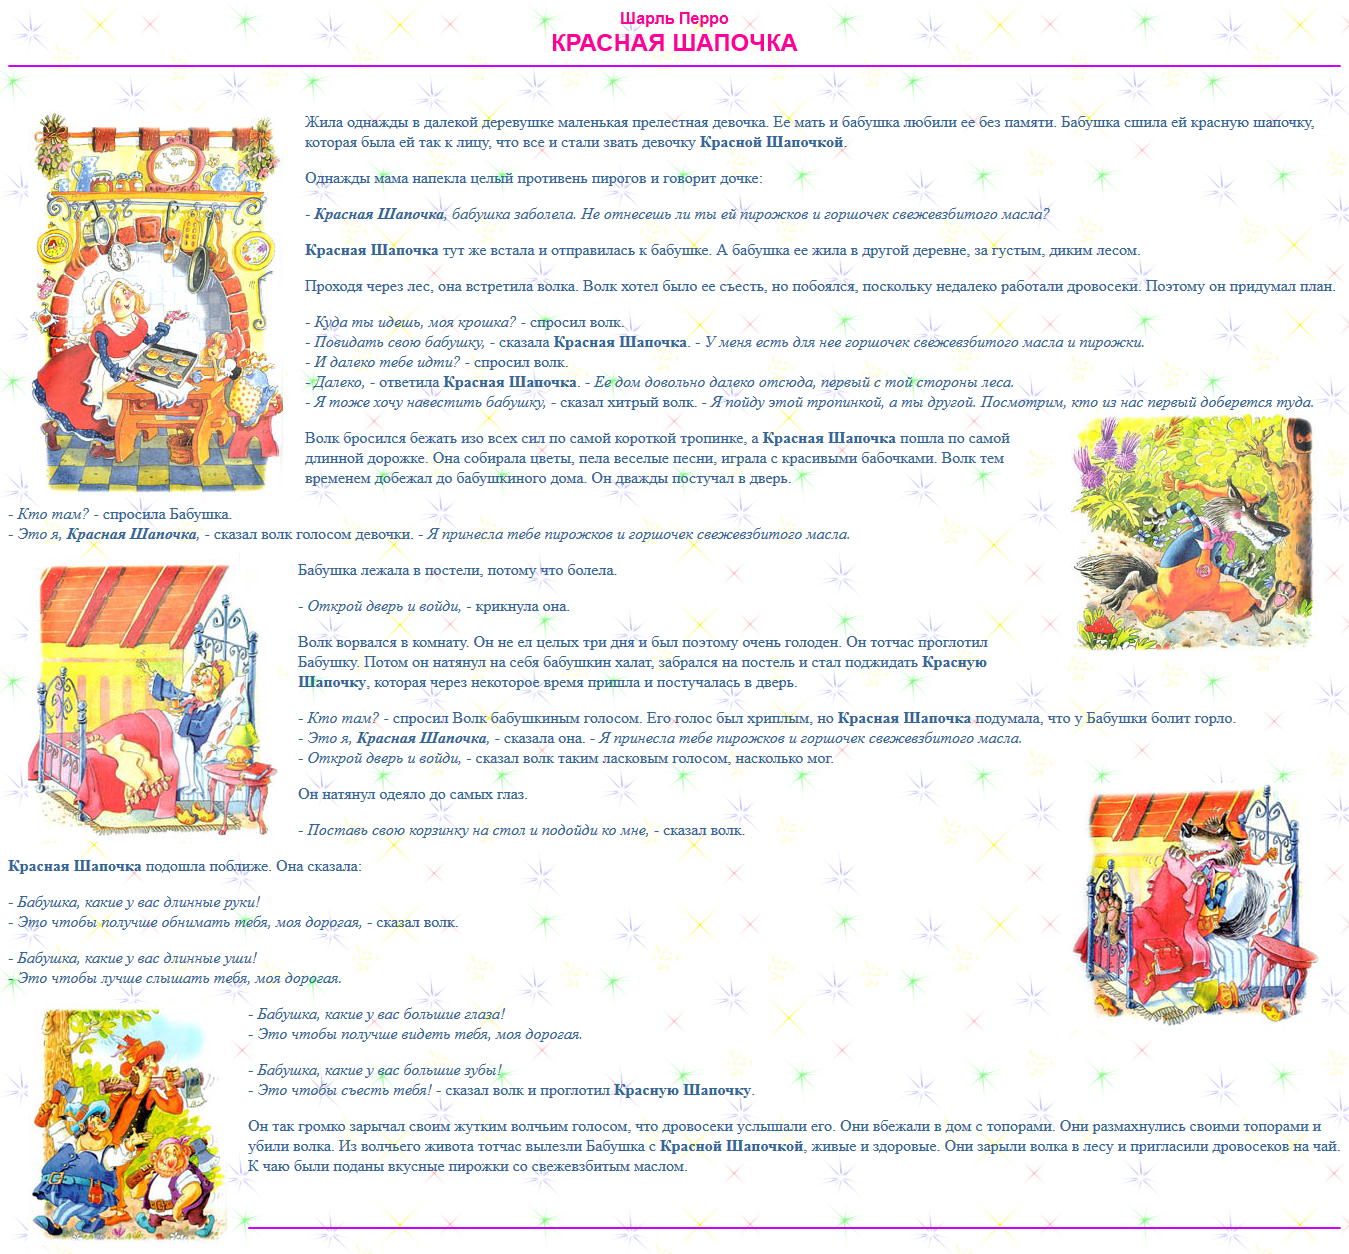 Шарль Перро
КРАСНАЯ ШАПОЧКА
Жила однажды в далекой деревушке маленькая прелестная девочка. Ее мать и бабушка любили ее без памяти. Бабушка сшила ей красную шапочку,
которая была ей так к лицу, что все и стали звать девочку Красной Шапочкой.
Однажды мама напекла целый противень пирогов и говорит дочке:
- Красная Шапочка, бабушка заболела. Не отнесешь ли ты ей пирожков и горшочек свежевзбитого масла?
Красная Шапочка тут же встала и отправилась к бабушке. А бабушка ее жила в другой деревне, за густым, диким лесом.
Проходя через лес, она встретила волка. Волк хотел было ее съесть, но побоялся, поскольку недалеко работали дровосеки. Поэтому он придумал план.
- Куда ты идешь, моя крошка? - спросил волк.
- Повидать свою бабушку, - сказала Красная Шапочка. - У меня есть для нее горшочек свежевзбитого масла и пирожки.
- И далеко тебе идти? - спросил волк.
- Далеко, - ответила Красная Шапочка. - Ее дом довольно далеко отсюда, первый с той стороны леса.
- Я тоже хочу навестить бабушку, - сказал хитрый волк. - Я пойду этой тропинкой, а ты другой. Посмотрим, кто из нас первый доберется туда.
Волк бросился бежать изо всех сил по самой короткой тропинке, а Красная Шапочка пошла по самой
длинной дорожке. Она собирала цветы, пела веселые песни, играла с красивыми бабочками. Волк тем
временем добежал до бабушкиного дома. Он дважды постучал в дверь.
- Кто там? - спросила Бабушка.
- Это я, Красная Шапочка, - сказал волк голосом девочки. - Я принесла тебе пирожков и горшочек свежевзбитого масла.
Бабушка лежала в постели, потому что болела.
- Открой дверь и войди, - крикнула она.
Волк ворвался в комнату. Он не ел целых три дня и был поэтому очень голоден. Он тотчас проглотил
Бабушку. Потом он натянул на себя бабушкин халат, забрался на постель и стал поджидать Красную
Шапочку, которая через некоторое время пришла и постучалась в дверь.
- Кто там? - спросил Волк бабушкиным голосом. Его голос был хриплым, но Красная Шапочка подумала, что у Бабушки болит горло.
- Это я, Красная Шапочка, - сказала она. - Я принесла тебе пирожков и горшочек свежевзбитого масла.
- Открой дверь и войди, - сказал волк таким ласковым голосом, насколько мог.
Он натянул одеяло до самых глаз.
- Поставь свою корзинку на стол и подойди ко мне, - сказал волк.
Красная Шапочка подошла поближе. Она сказала:
- Бабушка, какие у вас длинные руки!
- Это чтобы получше обнимать тебя, моя дорогая, - сказал волк.
- Бабушка, какие у вас длинные уши!
- Это чтобы лучше слышать тебя, моя дорогая.
- Бабушка, какие у вас большие глаза!
- Это чтобы получше видеть тебя, моя дорогая.
- Бабушка, какие у вас большие зубы!
- Это чтобы съесть тебя! - сказал волк и проглотил Красную Шапочку.
Он так громко зарычал своим жутким волчьим голосом, что дровосеки услышали его. Они вбежали в дом с топорами. Они размахнулись своими топорами и
убили волка. Из волчьего живота тотчас вылезли Бабушка с Красной Шапочкой, живые и здоровые. Они зарыли волка в лесу и пригласили дровосеков на чай.
К чаю были поданы вкусные пирожки со свежевзбитым маслом.